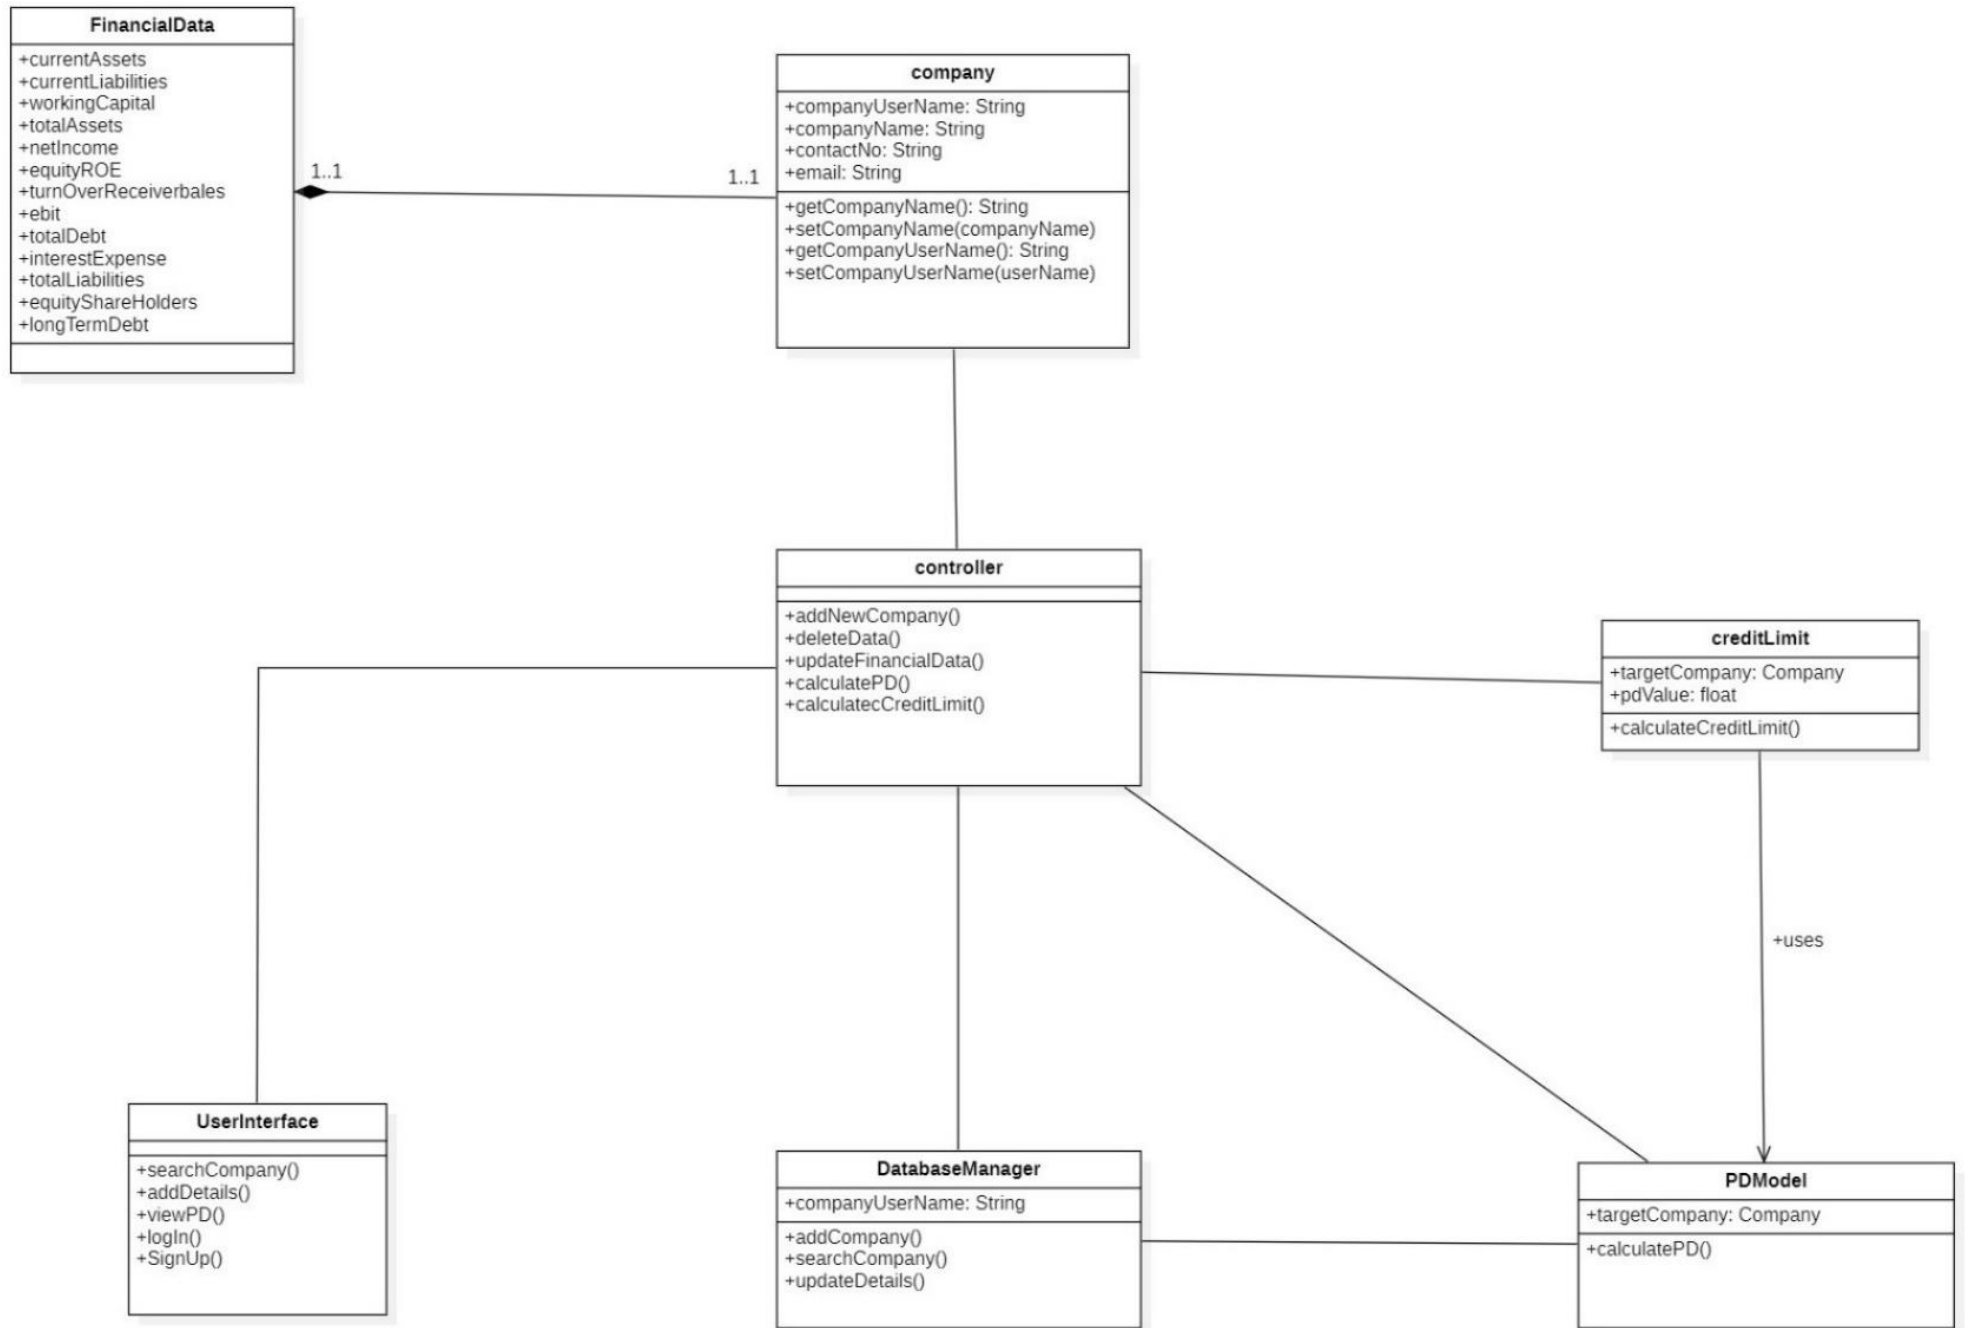 FinancialData
+currentAssets
+currentLiabilities
+workingCapital
+totalAssets
+netIncome
+equityROE
+turnOverReceiverbales
+ebit
+totalDebt
+interestExpense
+totalLiabilities
+equityShareHolders
+longTermDebt
1..1
1..1
company
+companyUserName: String
+companyName: String
+contactNo: String
+email: String
+getCompanyName(): String
+setName(companyName)
+getCompanyUserName(): String
+setCompanyUserName(userName)
controller
+addNewCompany()
+deleteData()
+updateFinancialData()
+calculatePD()
+calculatecCreditLimit()
creditLimit
+targetCompany: Company
+pdValue: float
+calculateCreditLimit()
+uses
UserInterface
+searchCompany()
+addDetails()
+viewPD()
+logIn()
+SignUp()
DatabaseManager
+companyUserName: String
+addCompany()
+searchCompany()
+updateDetails()
PDModel
+targetCompany: Company
+calculatePD()